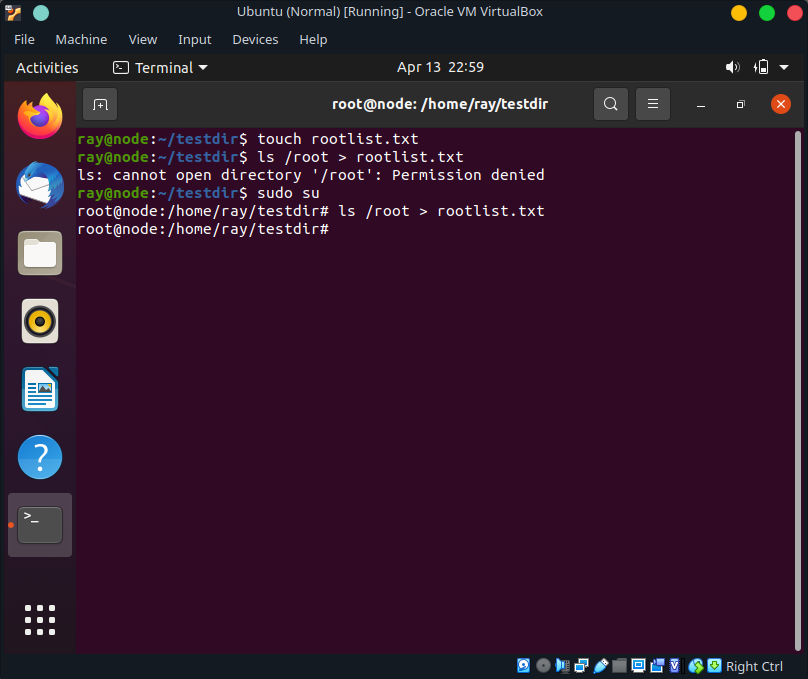 Ubuntu (Normal) [Running] - Oracle VM VirtualBox
File Machine View Input Devices Help
Activities Terminal Apr 13 22:59
root@node: /home/ray/testdir
ray@node:~/testdir$ touch rootlist.txt
ray@node:~/testdir$ ls /root > rootlist.txt
ls: cannot open directory '/root': Permission denied
ray@node:~/testdir$ sudo su
root@node:/home/ray/testdir# ls /root > rootlist.txt
root@node:/home/ray/testdir#
>_
Right Ctrl